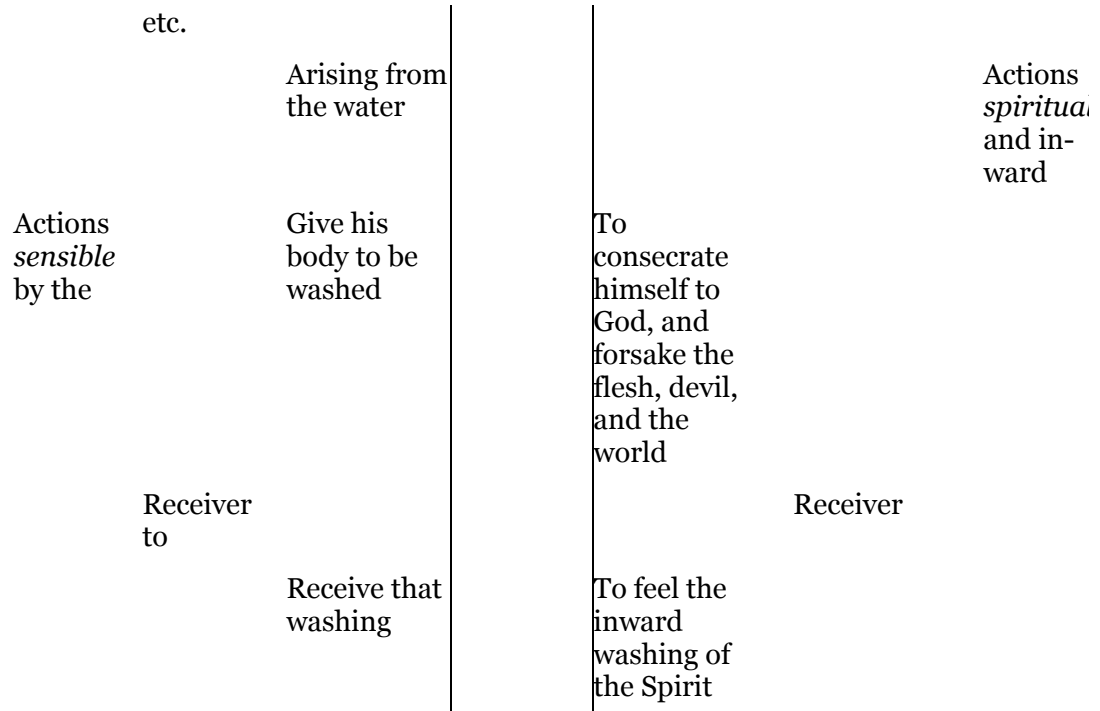 etc.
Arising from
the water
Actions
spiritual
and in-
ward
Actions
sensible
by the
Give his
body to be
washed
To
consecrate
himself to
God, and
forsake the
flesh, devil,
and the
world
Receiver
to
Receiver
Receive that
washing
To feel the
inward
washing of
the Spirit